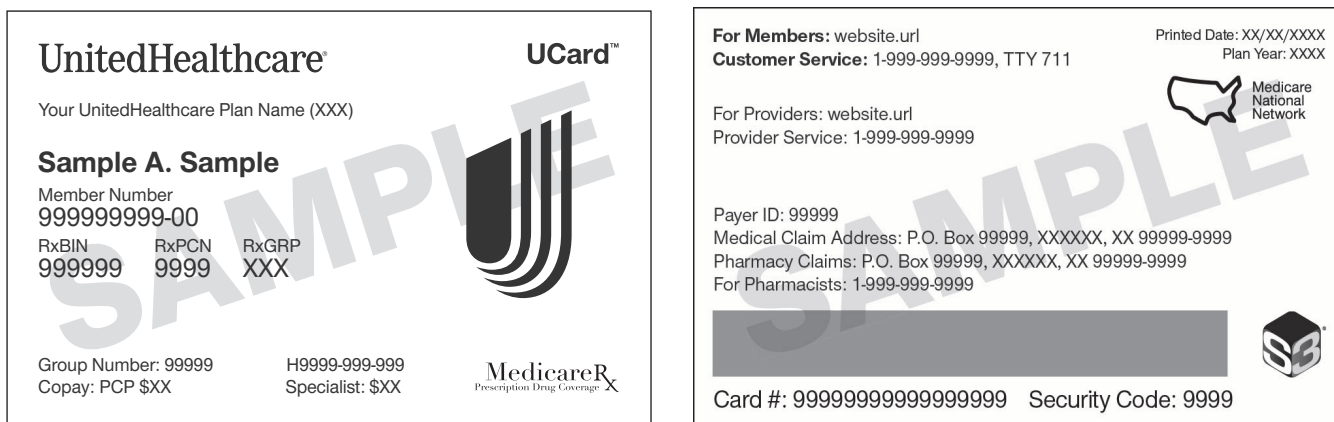 UnitedHealthcare®
UCard™
Your UnitedHealthcare Plan Name (XXX)
Sample A. Sample
Member Number
999999999-00
RxBIN RxPCN RxGRP
999999 9999 XXX
Group Number: 99999 H9999-999-999
Copay: PCP $XX Specialist: $XX
MedicareRx
Prescription Drug Coverage
SAMPLE
For Members: website.url
Customer Service: 1-999-999-9999, TTY 711
Printed Date: XX/XX/XXXX
Plan Year: XXXX
Medicare
National
Network
For Providers: website.url
Provider Service: 1-999-999-9999
Payer ID: 99999
Medical Claim Address: P.O. Box 99999, XXXXXX, XX 99999-9999
Pharmacy Claims: P.O. Box 99999, XXXXXX, XX 99999-9999
For Pharmacists: 1-999-999-9999
S3®
Card #: 99999999999999999 Security Code: 9999
SAMPLE